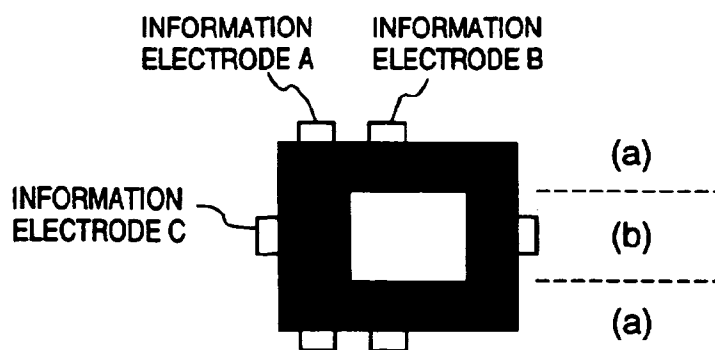 INFORMATION
ELECTRODE A
INFORMATION
ELECTRODE B
INFORMATION
ELECTRODE C
(a)
(b)
(a)